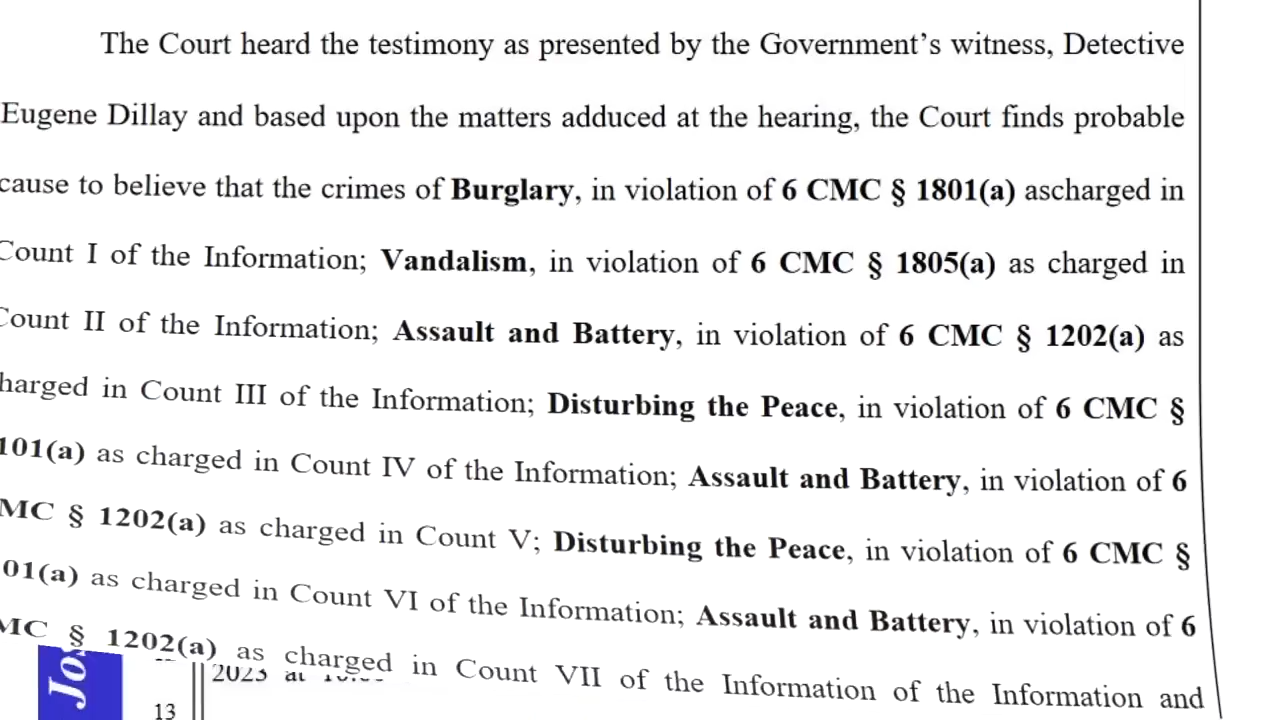 The Court heard the testimony as presented by the Government’s witness, Detective
Eugene Dillay and based upon the matters adduced at the hearing, the Court finds probable
cause to believe that the crimes of Burglary, in violation of 6 CMC § 1801(a) ascharged in
Count I of the Information; Vandalism, in violation of 6 CMC § 1805(a) as charged in
Count II of the Information; Assault and Battery, in violation of 6 CMC § 1202(a) as
harged in Count III of the Information; Disturbing the Peace, in violation of 6 CMC §
101(a) as charged in Count IV of the Information; Assault and Battery, in violation of 6
MC § 1202(a) as charged in Count V; Disturbing the Peace, in violation of 6 CMC §
01(a) as charged in Count VI of the Information; Assault and Battery, in violation of 6
MC § 1202(a) as charged in Count VII of the Information of the Information and
Jo
2023 at
13